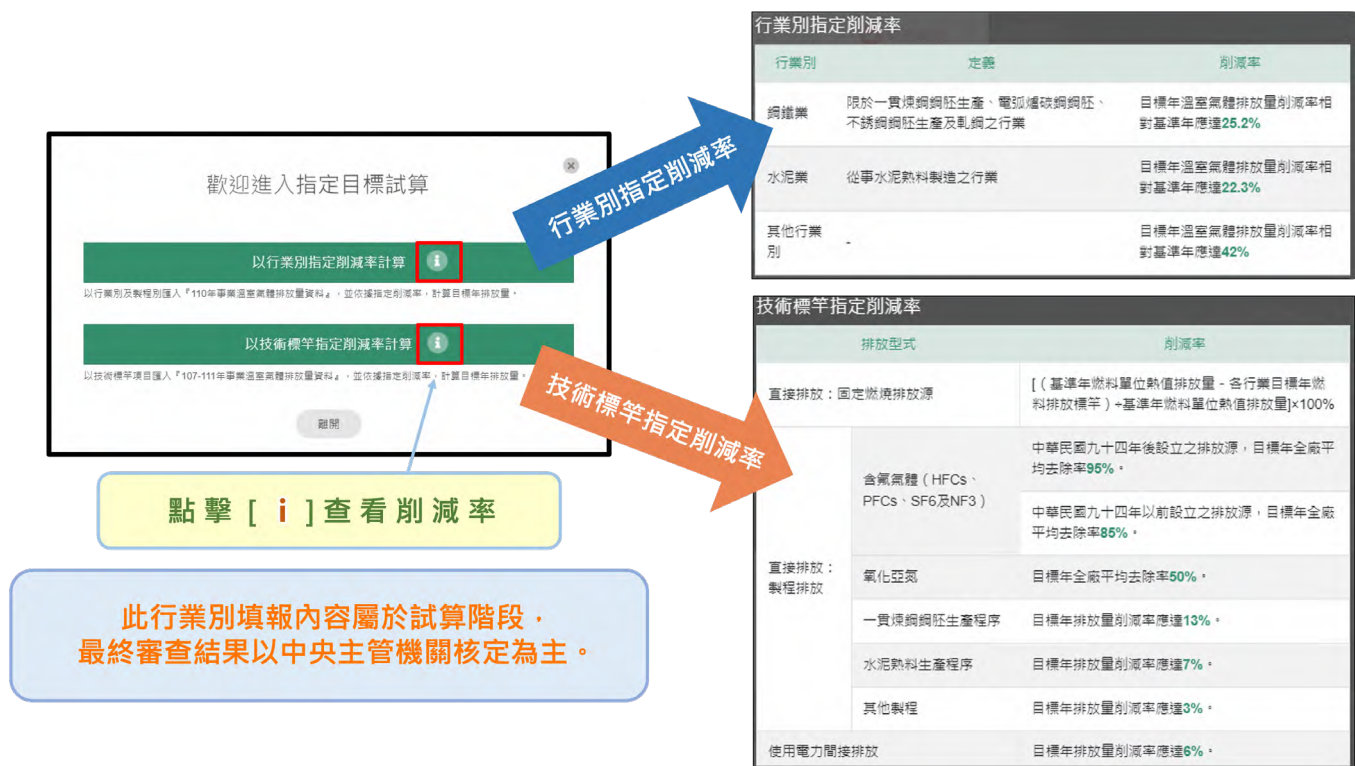 歡迎進入指定目標試算
以行業別指定削減率計算 i
以行業別及製程別匯入『110年事業溫室氣體排放量資料』，並依據指定削減率，計算目標年排放量。
以技術標竿指定削減率計算 i
以技術標竿項目匯入『107-111年事業溫室氣體排放量資料』，並依據指定削減率，計算目標年排放量。
離開
點擊 [ i ]查看削減率
此行業別填報內容屬於試算階段，
最終審查結果以中央主管機關核定為主。
行業別指定削減率
技術標竿指定削減率
行業別指定削減率
行業別 定義 削減率
鋼鐵業
限於一貫煉鋼鋼胚生產、電弧爐碳鋼鋼胚、
不銹鋼鋼胚生產及軋鋼之行業
目標年溫室氣體排放量削減率相
對基準年應達25.2%
水泥業 從事水泥熟料製造之行業
目標年溫室氣體排放量削減率相
對基準年應達22.3%
其他行業
別
-
目標年溫室氣體排放量削減率相
對基準年應達42%
技術標竿指定削減率
排放型式 削減率
直接排放：固定燃燒排放源
[（基準年燃料單位熱值排放量 - 各行業目標年燃
料排放標竿）÷基準年燃料單位熱值排放量]×100%
直接排放：
製程排放
含氟氣體（HFCs、
PFCs、SF6及NF3）
中華民國九十四年後設立之排放源，目標年全廠平
均去除率95%。
中華民國九十四年以前設立之排放源，目標年全廠
平均去除率85%。
氧化亞氮 目標年全廠平均去除率50%。
一貫煉鋼鋼胚生產程序 目標年排放量削減率應達13%。
水泥熟料生產程序 目標年排放量削減率應達7%。
其他製程 目標年排放量削減率應達3%。
使用電力間接排放 目標年排放量削減率應達6%。